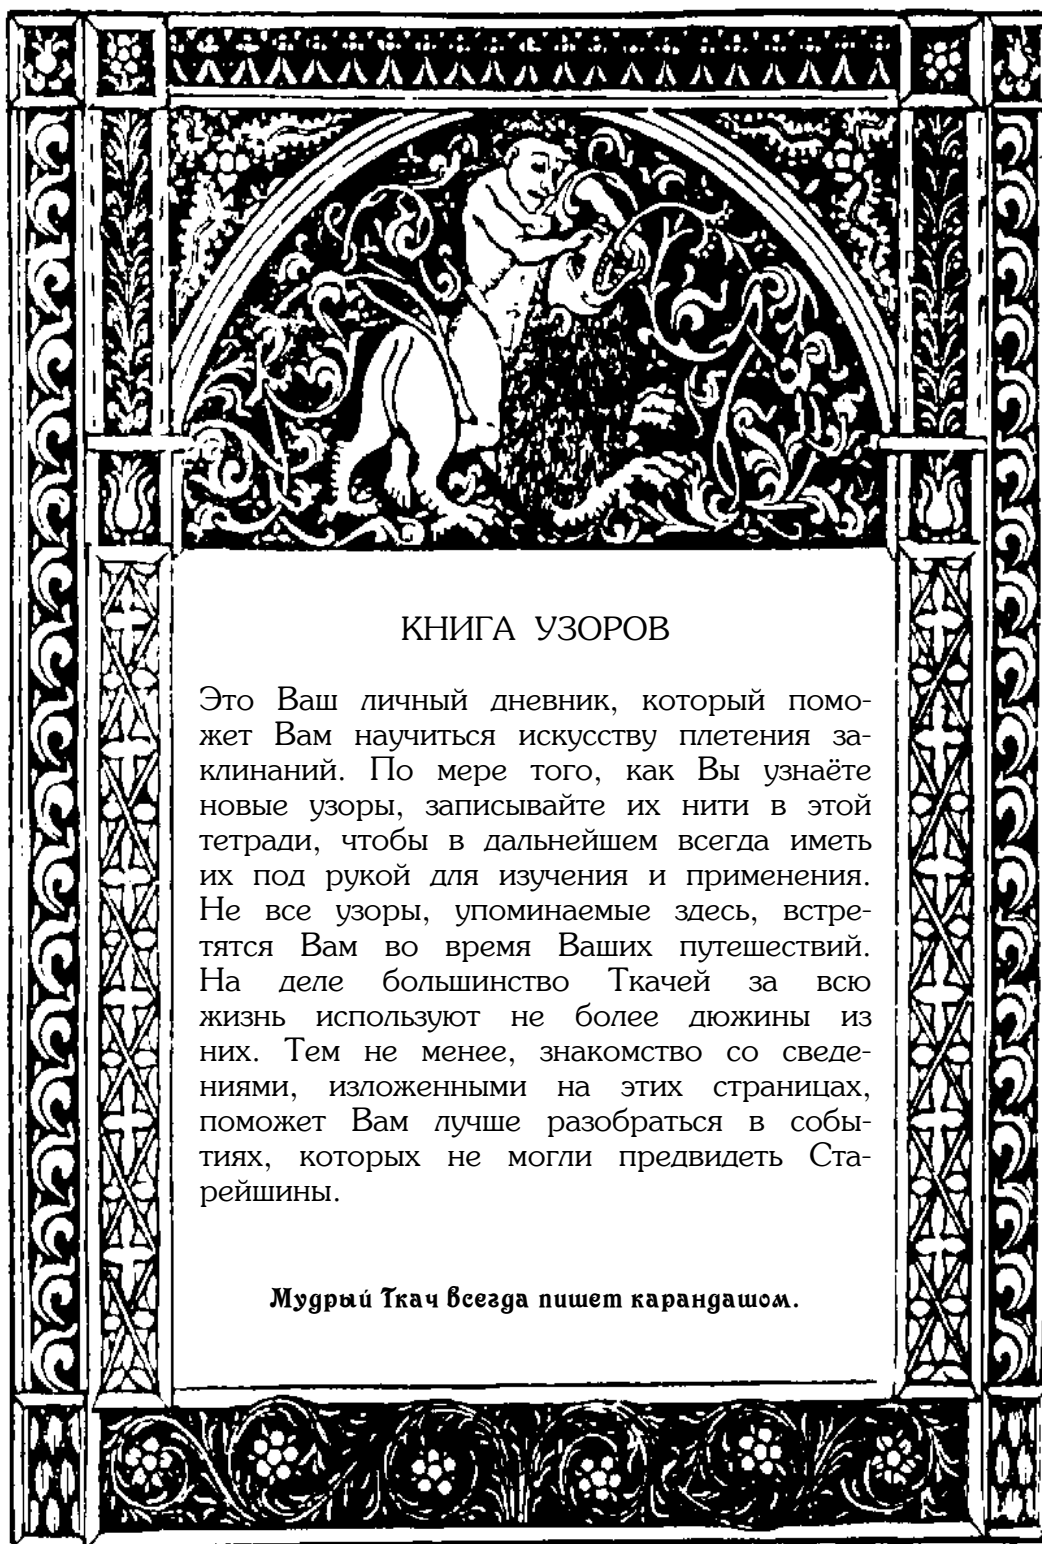 КНИГА УЗОРОВ
Это Ваш личный дневник, который помо-
жет Вам научиться искусству плетения за-
клинаний. По мере того, как Вы узнаёте
новые узоры, записывайте их нити в этой
тетради, чтобы в дальнейшем всегда иметь
их под рукой для изучения и применения.
Не все узоры, упоминаемые здесь, встре-
тятся Вам во время Ваших путешествий.
На деле большинство Ткачей за всю
жизнь используют не более дюжины из
них. Тем не менее, знакомство со сведе-
ниями, изложенными на этих страницах,
поможет Вам лучше разобраться в собы-
тиях, которых не могли предвидеть Ста-
рейшины.
Мудрый Ткач всегда пишет карандашом.